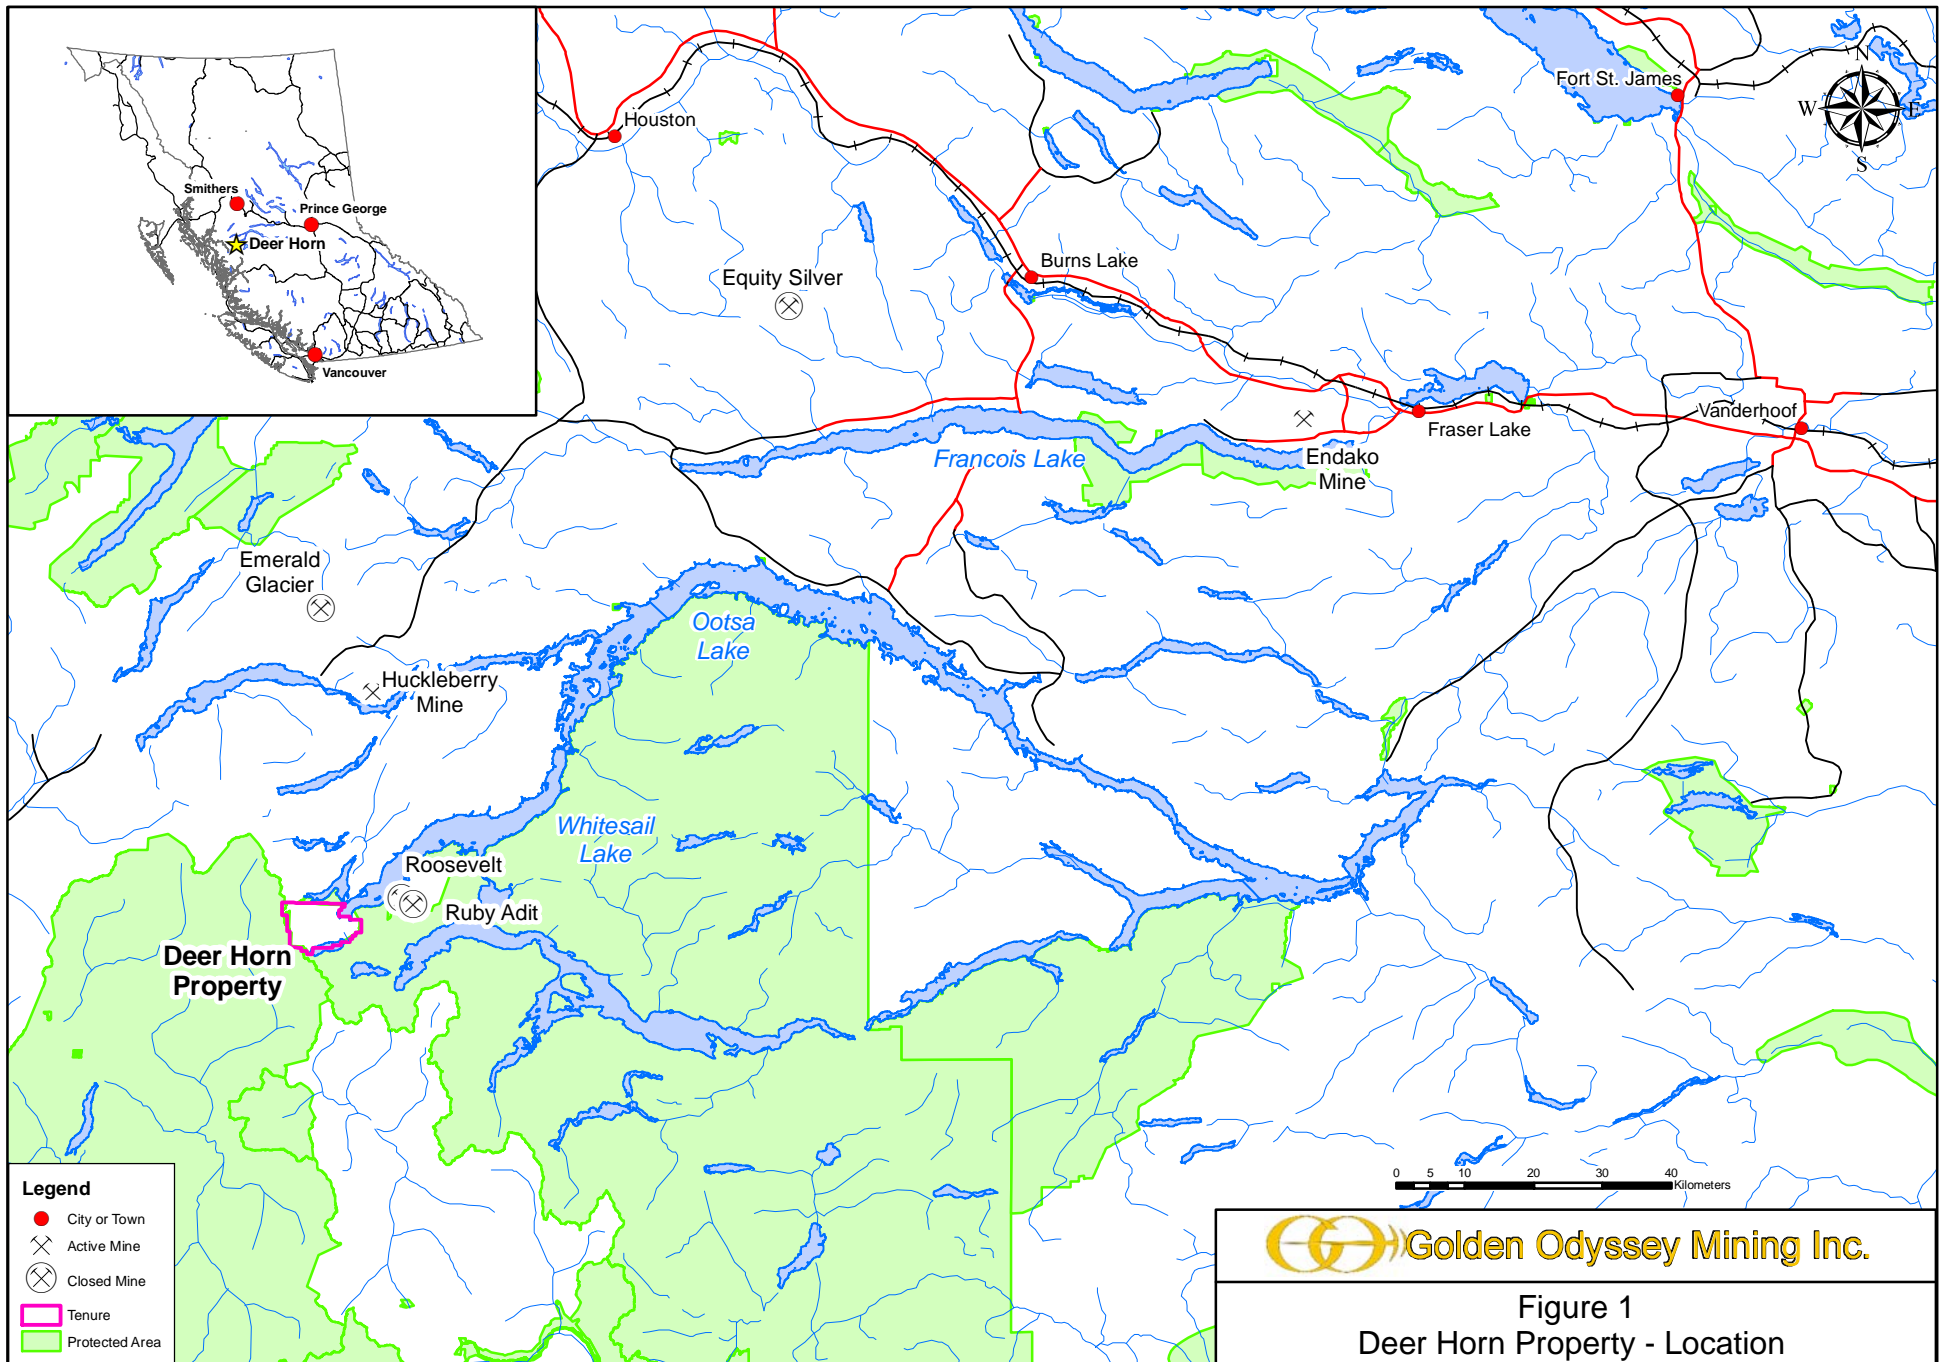 Smithers
Prince George
Deer Horn
Vancouver
Houston
Fort St. James
N
W
E
S
Equity Silver
Burns Lake
Fraser Lake
Vanderhoof
Francois Lake
Endako
Mine
Emerald
Glacier
Ootsa
Lake
Huckleberry
Mine
Whitesail
Lake
Roosevelt
Ruby Adit
Deer Horn
Property
Legend
City or Town
Active Mine
Closed Mine
Tenure
Protected Area
0 5 10 20 30 40
Kilometers
Golden Odyssey Mining Inc.
Figure 1
Deer Horn Property - Location